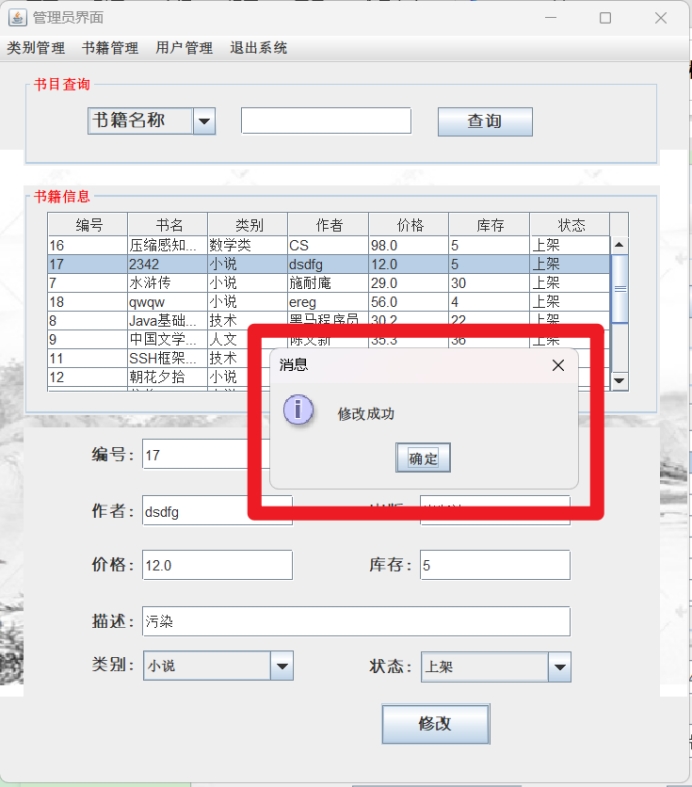 管理员界面
类别管理 书籍管理 用户管理 退出系统
书目查询
书籍名称 查询
书籍信息
编号 书名 类别 作者 价格 库存 状态
16 压缩感知... 数学类 CS 98.0 5 上架
17 2342 小说 dsdfg 12.0 5 上架
7 水浒传 小说 施耐庵 29.0 30 上架
18 qwqw 小说 ereg 56.0 4 上架
8 Java基础... 技术 黑马程序员 30.2 22 上架
9 中国文学... 人文 陈文新 35.3 36 上架
11 SSH框架... 技术
12 朝花夕拾 小说
消息
修改成功
确定
编号: 17
作者: dsdfg
价格: 12.0 库存: 5
描述: 污染
类别: 小说 状态: 上架
修改